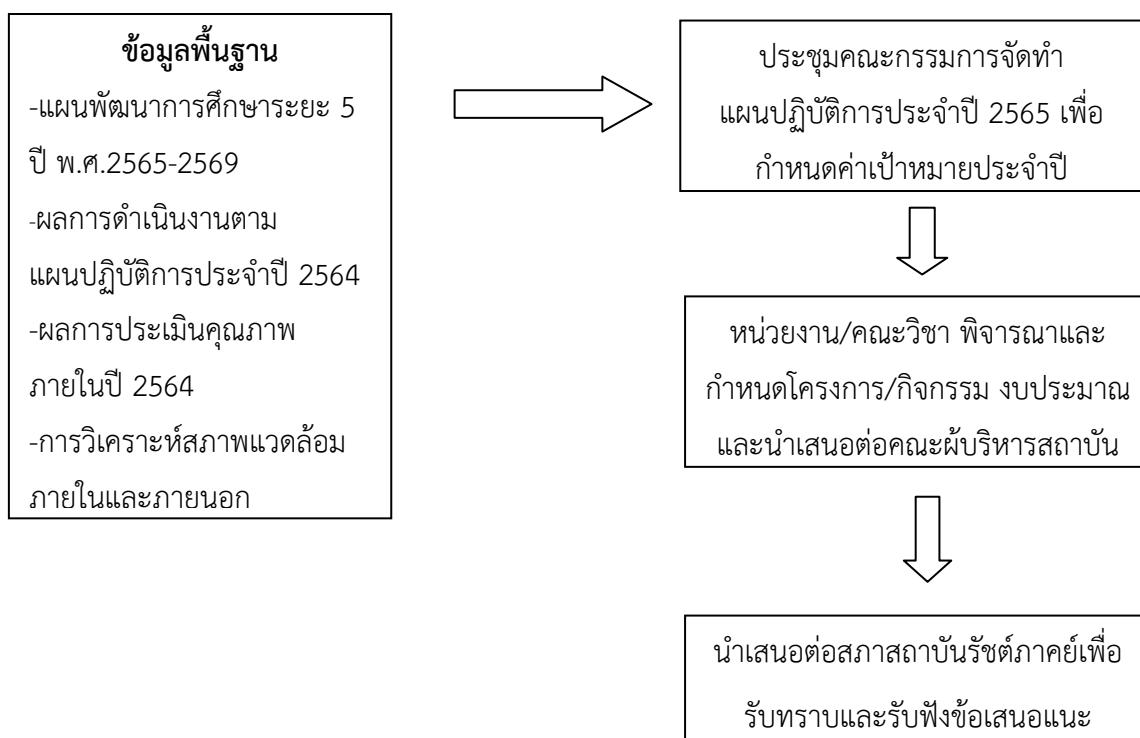 ข้อมูลพื้นฐาน
-แผนพัฒนาการศึกษาระยะ 5
ปี พ.ศ.2565-2569
-ผลการดำเนินงานตาม
แผนปฏิบัติการประจำปี 2564
-ผลการประเมินคุณภาพ
ภายในปี 2564
-การวิเคราะห์สภาพแวดล้อม
ภายในและภายนอก
ประชุมคณะกรรมการจัดทำ
แผนปฏิบัติการประจำปี 2565 เพื่อ
กำหนดค่าเป้าหมายประจำปี
หน่วยงาน/คณะวิชา พิจารณาและ
กำหนดโครงการ/กิจกรรม งบประมาณ
และนำเสนอต่อคณะผู้บริหารสถาบัน
นำเสนอต่อสภาสถาบันรัชต์ภาคย์เพื่อ
รับทราบและรับฟังข้อเสนอแนะ